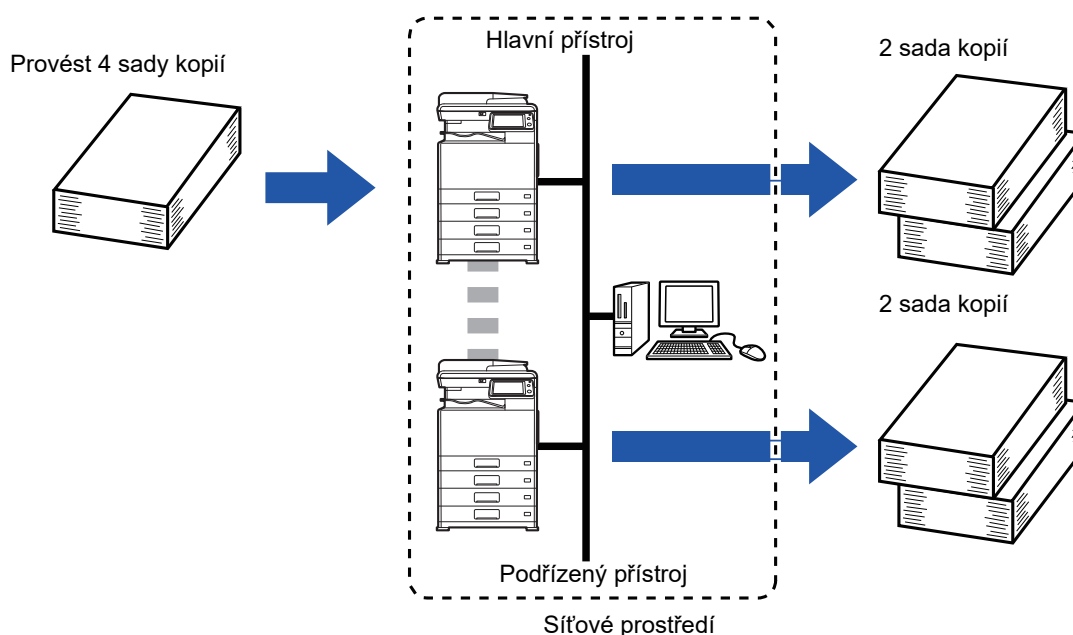 Provést 4 sady kopií
Hlavní přístroj
2 sada kopií
2 sada kopií
Podřízený přístroj
Síťové prostředí